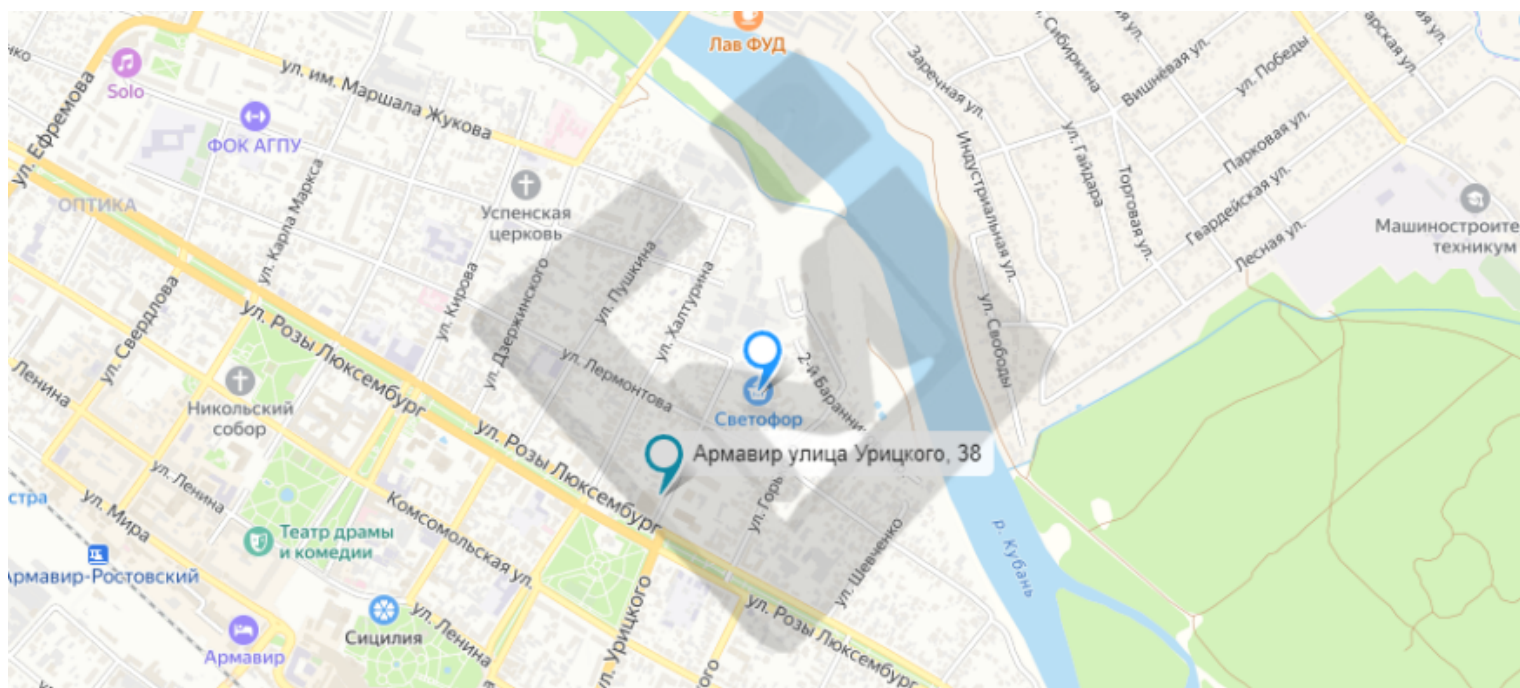 Лав ФУД
Solo
ул. им. Маршала Жукова
ул. Ефремова
ФОК АГПУ
ОПТИКА
ул. Карла Маркса
Успенская
церковь
Заречная ул.
ул. Сибиркина
Вишнёвая ул.
ул. Победы
ул. Гайдара
Индустриальная ул.
Торговая ул.
Парковая ул.
Гвардейская ул.
Лесная ул.
Машиностроите
техникум
ул. Свердлова
ул. Кирова
ул. Дзержинского
ул. Пушкина
ул. Халтурина
ул. Розы Люксембург
ул. Лермонтова
2-й Баранни
ул. Свободы
Ленина
Никольский
собор
Светофор
ул. Розы Люксембург
Армавир улица Урицкого, 38
ул. Горь
ул. Шевченко
р. Кубань
стра
ул. Мира
ул. Ленина
Театр драмы
и комедии
Комсомольская ул.
Армавир-Ростовский
Сицилия
ул. Ленина
Армавир
ул. Урицкого
ул. Розы Люксембург